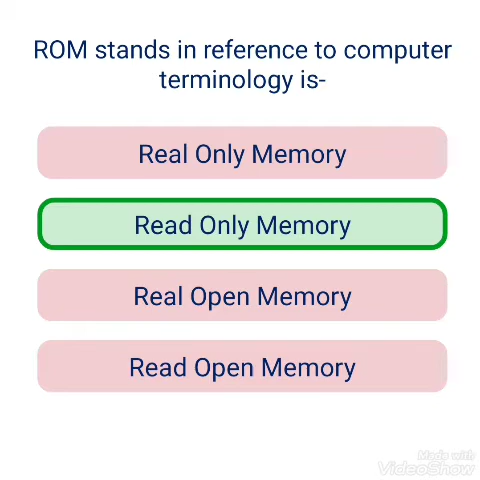 ROM stands in reference to computer
terminology is-
Real Only Memory
Read Only Memory
Real Open Memory
Read Open Memory
Made with
VideoShow